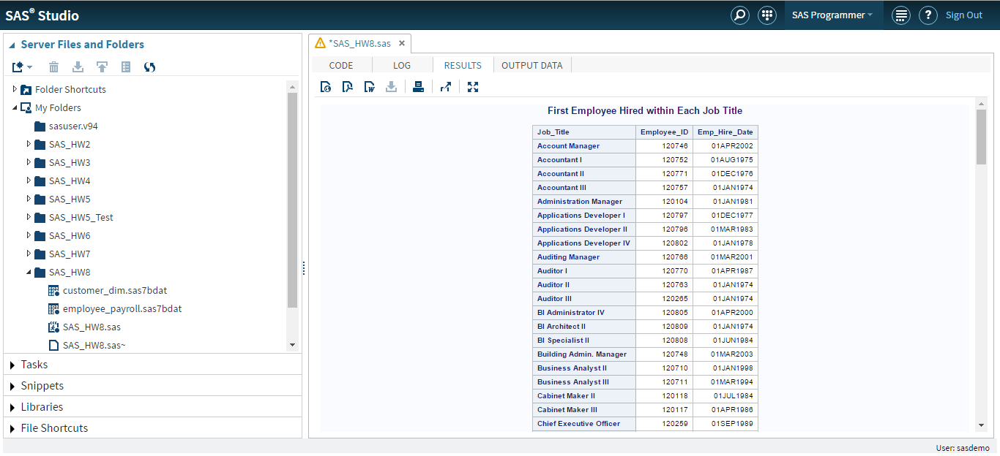 SAS® Studio
SAS Programmer
? Sign Out
Server Files and Folders
Folder Shortcuts
My Folders
sasuser.v94
SAS_HW2
SAS_HW3
SAS_HW4
SAS_HW5
SAS_HW5_Test
SAS_HW6
SAS_HW7
SAS_HW8
customer_dim.sas7bdat
employee_payroll.sas7bdat
SAS_HW8.sas
SAS_HW8.sas~
Tasks
Snippets
Libraries
File Shortcuts
*SAS_HW8.sas
CODE LOG RESULTS OUTPUT DATA
First Employee Hired within Each Job Title
Job_Title Employee_ID Emp_Hire_Date
Account Manager 120746 01APR2002
Accountant I 120752 01AUG1975
Accountant II 120771 01DEC1976
Accountant III 120757 01JAN1974
Administration Manager 120104 01JAN1981
Applications Developer I 120797 01DEC1977
Applications Developer II 120796 01MAR1983
Applications Developer IV 120802 01JAN1978
Auditing Manager 120766 01MAR2001
Auditor I 120770 01APR1987
Auditor II 120763 01JAN1974
Auditor III 120265 01JAN1974
BI Administrator IV 120805 01APR2000
BI Architect II 120809 01JAN1974
BI Specialist II 120808 01JUN1984
Building Admin. Manager 120748 01MAR2003
Business Analyst II 120710 01JAN1998
Business Analyst III 120711 01MAR1994
Cabinet Maker II 120118 01JUL1984
Cabinet Maker III 120117 01APR1986
Chief Executive Officer 120259 01SEP1989
User: sasdemo